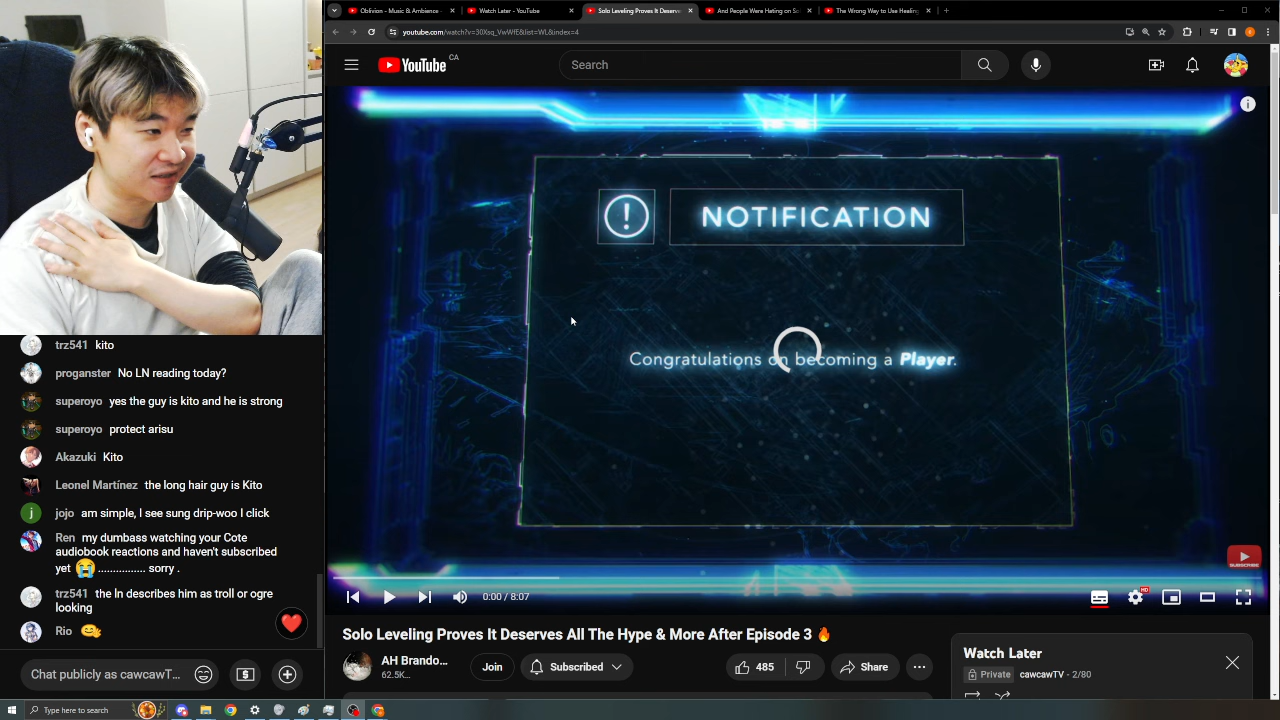 Oblivion - Music & Ambience -
Watch Later - YouTube
Solo Leveling Proves It Deserve
And People Were Hating on So
The Wrong Way to Use Healing
youtube.com/watch?v=30Xsq_VwWfE&list=WL&index=4
YouTube CA
Search
NOTIFICATION
Congratulations on becoming a Player.
SUBSCRIBE
0:00 / 8:07
HD
Solo Leveling Proves It Deserves All The Hype & More After Episode 3 🔥
AH Brando...
62.5K...
Join
Subscribed
485
Share
Watch Later
Private cawcawTV - 2/80
trz541 kito
proganster No LN reading today?
superoyo yes the guy is kito and he is strong
superoyo protect arisu
Akazuki Kito
Leonel Martínez the long hair guy is Kito
j
jojo am simple, I see sung drip-woo I click
Ren my dumbass watching your Cote
audiobook reactions and haven't subscribed
yet 😭 ............... sorry .
trz541 the ln describes him as troll or ogre
looking
Rio
Chat publicly as cawcawT...
Type here to search